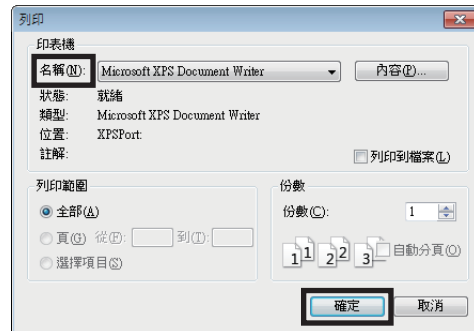 列印
印表機
名稱(N): Microsoft XPS Document Writer 內容(P)...
狀態: 就緒
類型: Microsoft XPS Document Writer
位置: XPSPort:
註解: 列印到檔案(L)
列印範圍
全部(A)
頁(G) 從(F): 到(T):
選擇項目(S)
份數
份數(C): 1
1 1 2 2 3 自動分頁(O)
確定 取消